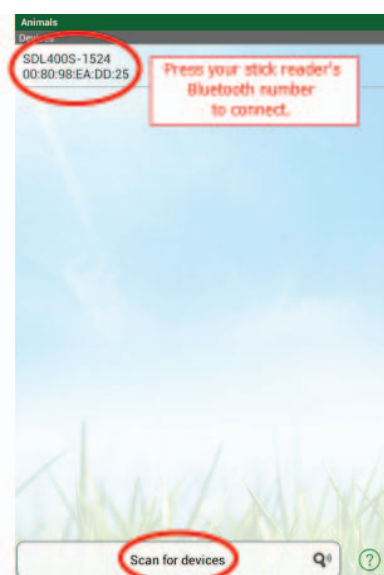 Animals
Devices
SDL400S-1524
00:80:98:EA:DD:25
Press your stick reader's
Bluetooth number
to connect.
Scan for devices
?